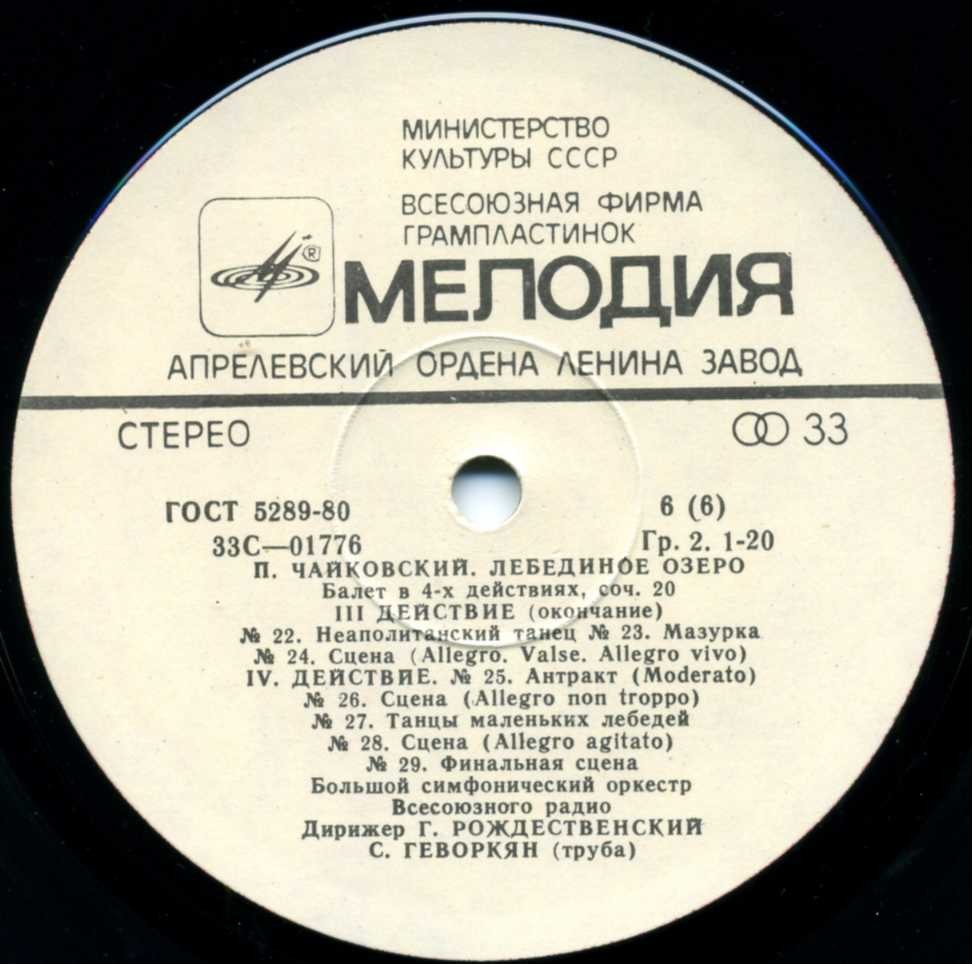 МИНИСТЕРСТВО
КУЛЬТУРЫ СССР
ВСЕСОЮЗНАЯ ФИРМА
ГРАМПЛАСТИНОК
®
МЕЛОДИЯ
АПРЕЛЕВСКИЙ ОРДЕНА ЛЕНИНА ЗАВОД
СТЕРЕО 33
ГОСТ 5289-80 6 (6)
33С—01776 Гр. 2. 1-20
П. ЧАЙКОВСКИЙ. ЛЕБЕДИНОЕ ОЗЕРО
Балет в 4-х действиях, соч. 20
III ДЕЙСТВИЕ (окончание)
№ 22. Неаполитанский танец № 23. Мазурка
№ 24. Сцена (Allegro. Valse. Allegro vivo)
IV. ДЕЙСТВИЕ. № 25. Антракт (Moderato)
№ 26. Сцена (Allegro non troppo)
№ 27. Танцы маленьких лебедей
№ 28. Сцена (Allegro agitato)
№ 29. Финальная сцена
Большой симфонический оркестр
Всесоюзного радио
Дирижер Г. РОЖДЕСТВЕНСКИЙ
С. ГЕВОРКЯН (труба)